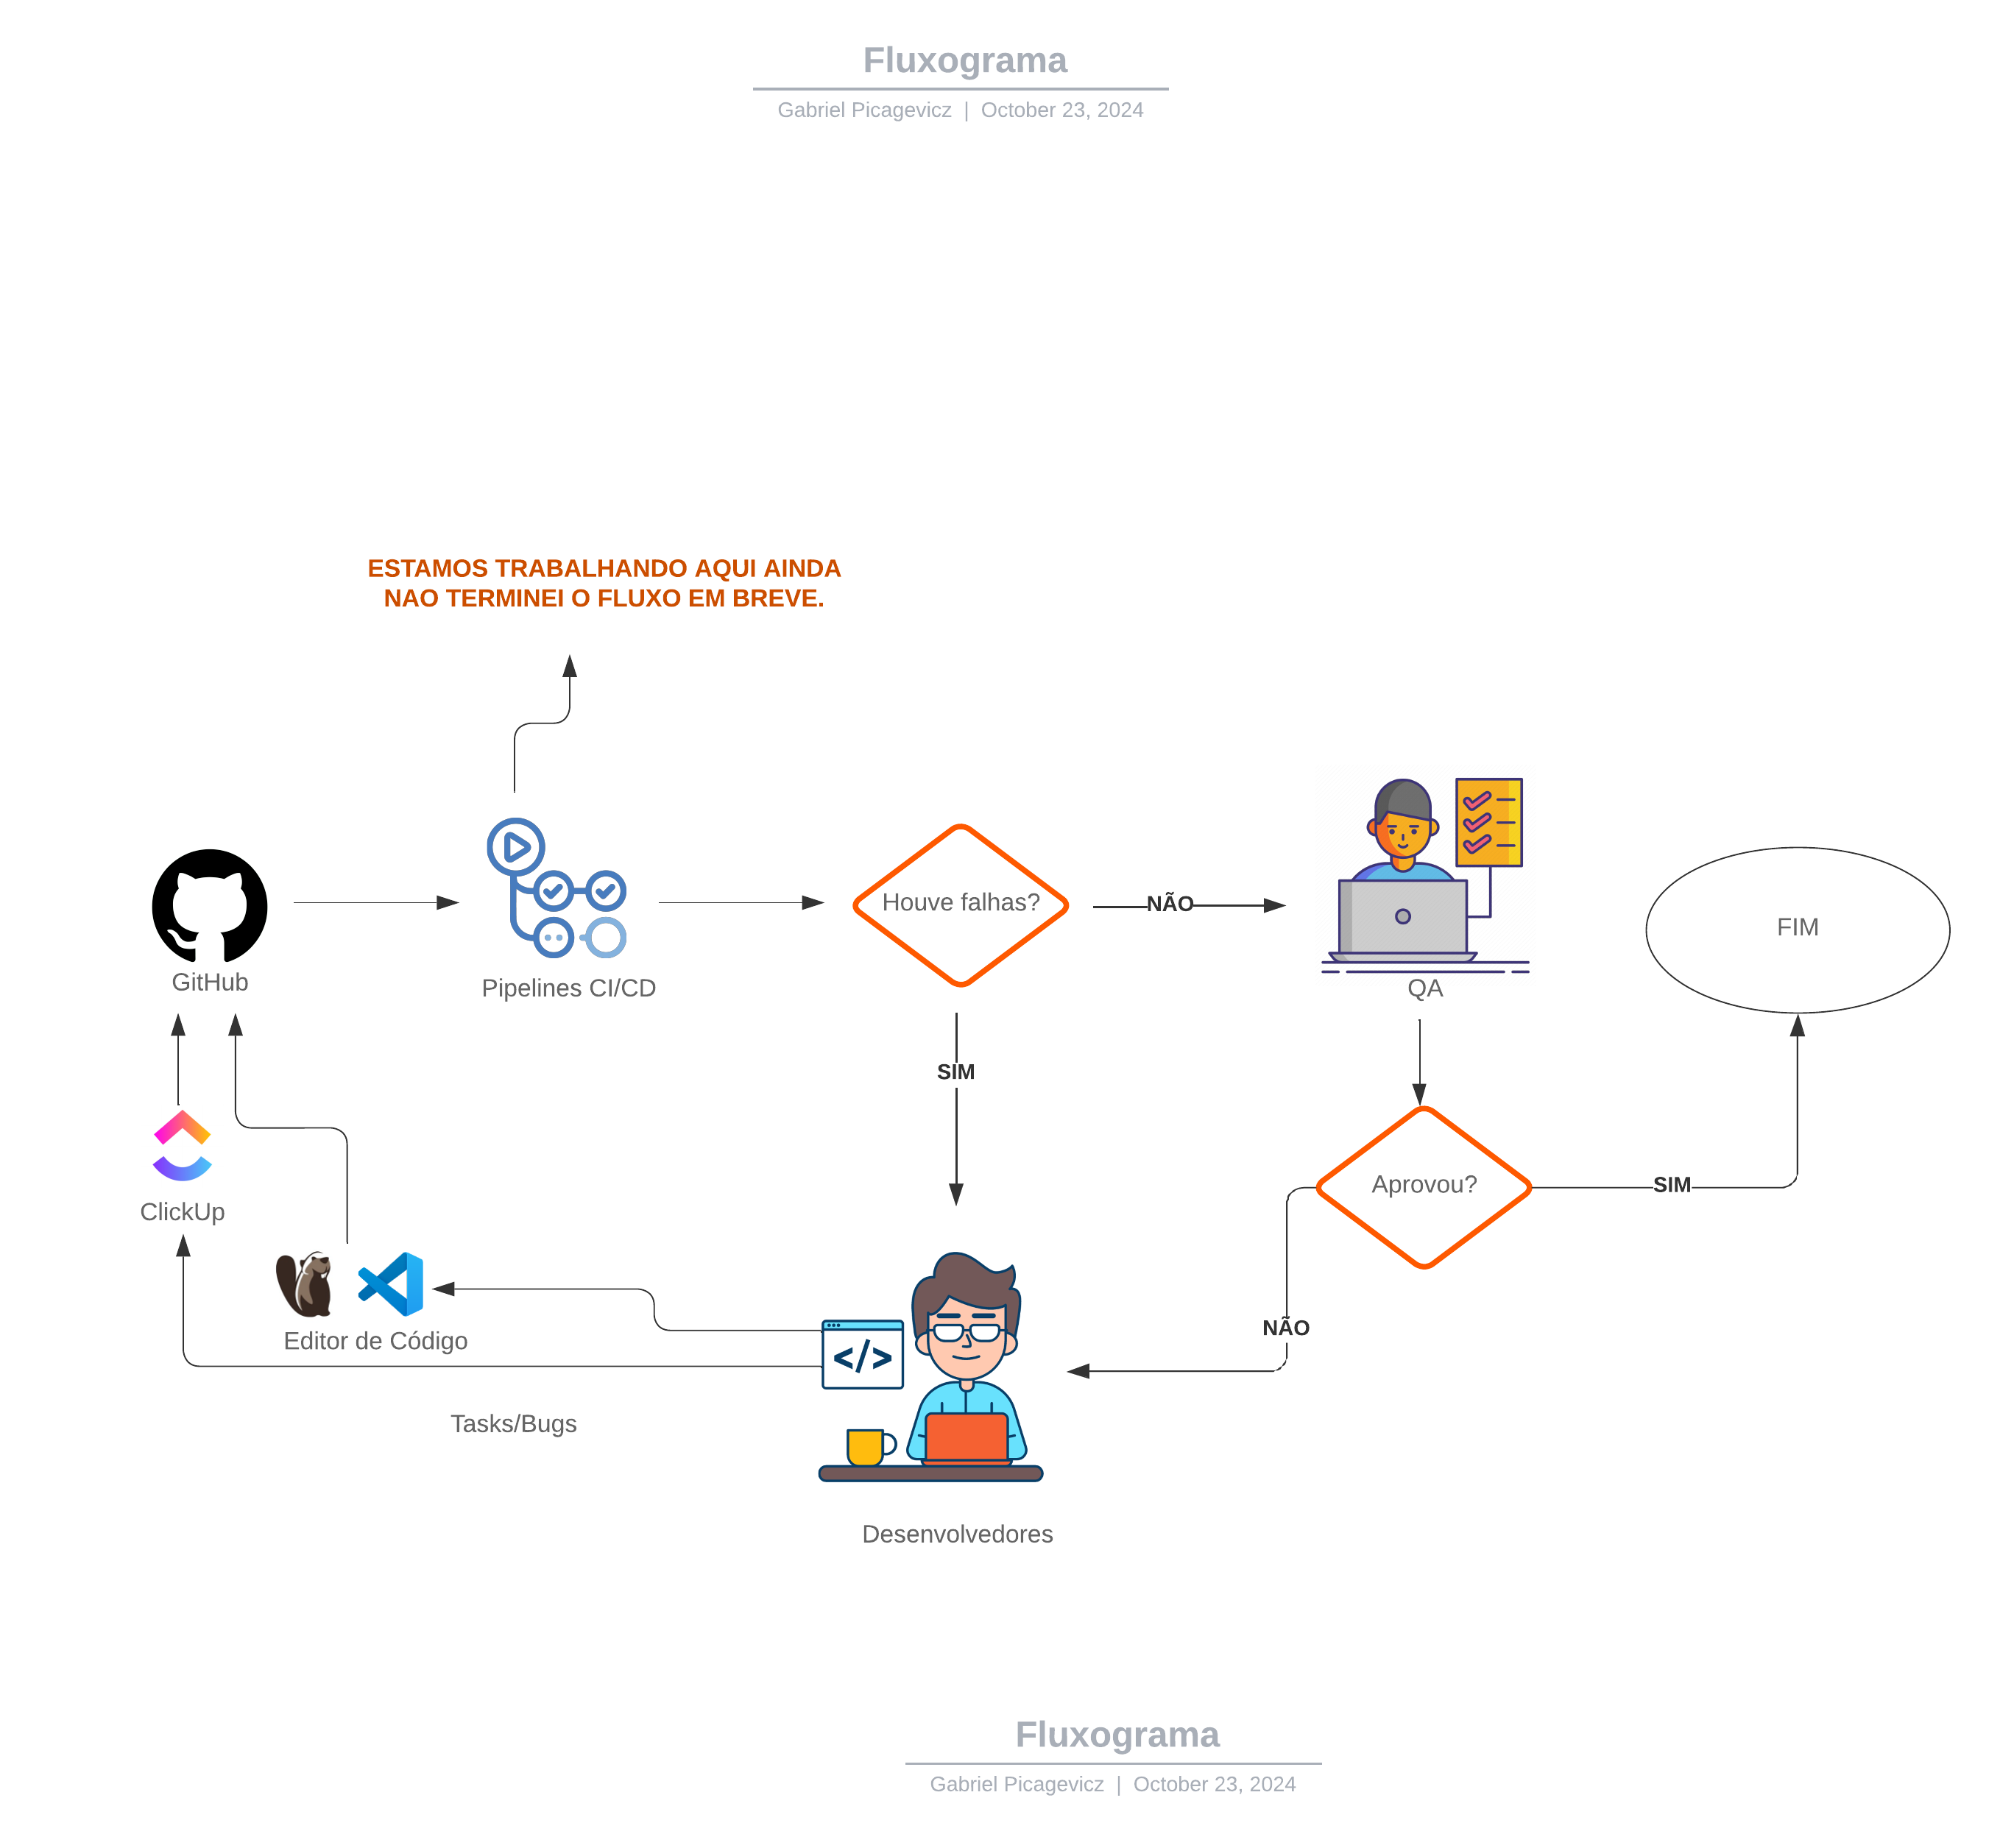 Fluxograma
Gabriel Picagevicz | October 23, 2024
ESTAMOS TRABALHANDO AQUI AINDA
NAO TERMINEI O FLUXO EM BREVE.
Houve falhas?
NÃO
FIM
GitHub
Pipelines CI/CD
QA
SIM
Aprovou?
SIM
ClickUp
NÃO
Editor de Código
</>
Tasks/Bugs
Desenvolvedores
Fluxograma
Gabriel Picagevicz | October 23, 2024